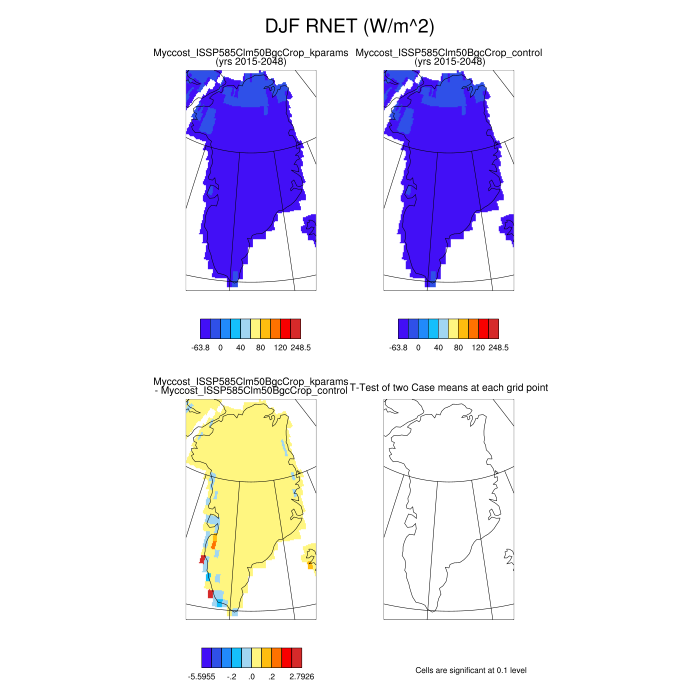 DJF RNET (W/m^2)
Myccost_ISSP585Clm50BgcCrop_kparams
(yrs 2015-2048)
Myccost_ISSP585Clm50BgcCrop_control
(yrs 2015-2048)
-63.8 0 40 80 120 248.5
-63.8 0 40 80 120 248.5
Myccost_ISSP585Clm50BgcCrop_kparams
- Myccost_ISSP585Clm50BgcCrop_control
T-Test of two Case means at each grid point
-5.5955 -.2 .0 .2 2.7926
Cells are significant at 0.1 level